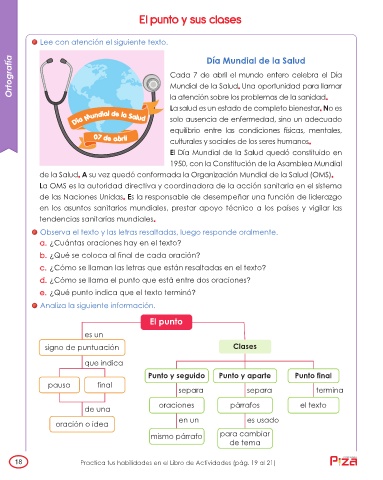 El punto y sus clases
Ortografía
Lee con atención el siguiente texto.
Día Mundial de la Salud
Día Mundial de la Salud
07 de abril
Cada 7 de abril el mundo entero celebra el Día
Mundial de la Salud. Una oportunidad para llamar
la atención sobre los problemas de la sanidad.
La salud es un estado de completo bienestar. No es
solo ausencia de enfermedad, sino un adecuado
equilibrio entre las condiciones físicas, mentales,
culturales y sociales de los seres humanos.
El Día Mundial de la Salud quedó constituido en
1950, con la Constitución de la Asamblea Mundial
de la Salud. A su vez quedó conformada la Organización Mundial de la Salud (OMS).
La OMS es la autoridad directiva y coordinadora de la acción sanitaria en el sistema
de las Naciones Unidas. Es la responsable de desempeñar una función de liderazgo
en los asuntos sanitarios mundiales, prestar apoyo técnico a los países y vigilar las
tendencias sanitarias mundiales.
Observa el texto y las letras resaltadas, luego responde oralmente.
a. ¿Cuántas oraciones hay en el texto?
b. ¿Qué se coloca al final de cada oración?
c. ¿Cómo se llaman las letras que están resaltadas en el texto?
d. ¿Cómo se llama el punto que está entre dos oraciones?
e. ¿Qué punto indica que el texto terminó?
Analiza la siguiente información.
El punto
es un
signo de puntuación
Clases
que indica
Punto y seguido
Punto y aparte
Punto final
pausa
final
separa
separa
termina
de una
oraciones
párrafos
el texto
oración o idea
en un
es usado
mismo párrafo
para cambiar
de tema
18
Practica tus habilidades en el Libro de Actividades (pág. 19 al 21)
Piza